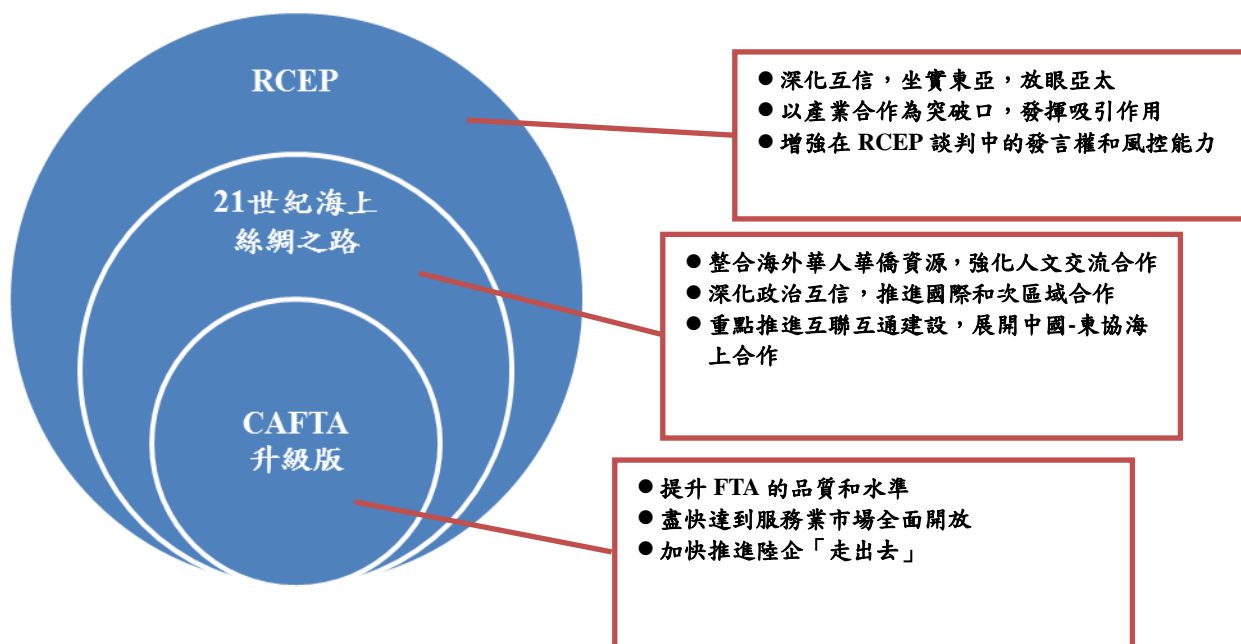 RCEP
● 深化互信，坐實東亞，放眼亞太
● 以產業合作為突破口，發揮吸引作用
● 增強在 RCEP 談判中的發言權和風控能力
21世紀海上
絲綢之路
● 整合海外華人華僑資源，強化人文交流合作
● 深化政治互信，推進國際和次區域合作
● 重點推進互聯互通建設，展開中國-東協海
上合作
CAFTA
升級版
● 提升 FTA 的品質和水準
● 盡快達到服務業市場全面開放
● 加快推進陸企「走出去」